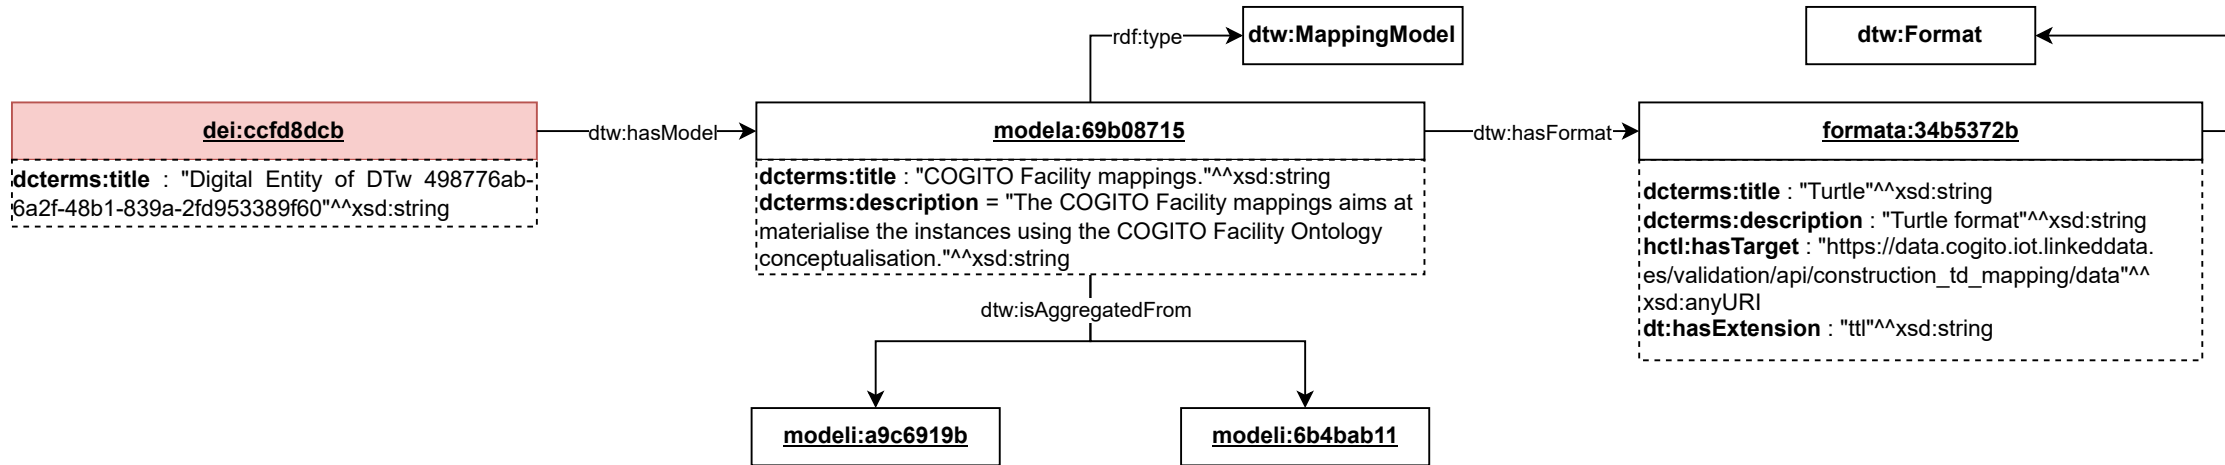 rdf:type
dtw:MappingModel
dtw:Format
dei:ccfd8dcb
dtw:hasModel
modela:69b08715
dtw:hasFormat
formata:34b5372b
dcterms:title : "Digital Entity of DTw 498776ab-
6a2f-48b1-839a-2fd953389f60"^^xsd:string
dcterms:title : "COGITO Facility mappings."^^xsd:string
dcterms:description = "The COGITO Facility mappings aims at
materialise the instances using the COGITO Facility Ontology
conceptualisation."^^xsd:string
dcterms:title : "Turtle"^^xsd:string
dcterms:description : "Turtle format"^^xsd:string
hctl:hasTarget : "https://data.cogito.iot.linkeddata.
es/validation/api/construction_td_mapping/data"^^
xsd:anyURI
dt:hasExtension : "ttl"^^xsd:string
dtw:isAggregatedFrom
modeli:a9c6919b
modeli:6b4bab11